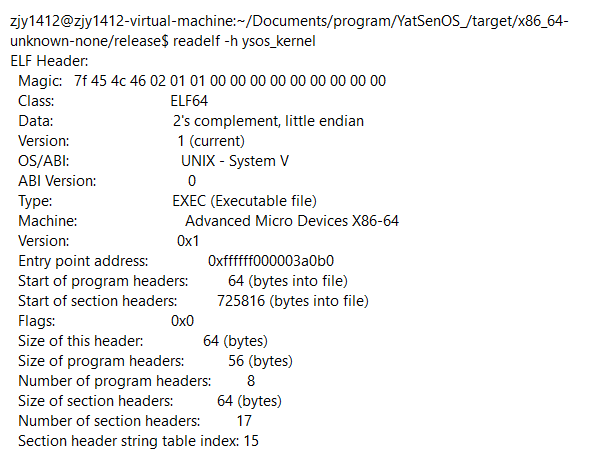 zjy1412@zjy1412-virtual-machine:~/Documents/program/YatSenOS_/target/x86_64-
unknown-none/release$ readelf -h ysos_kernel
ELF Header:
Magic: 7f 45 4c 46 02 01 01 00 00 00 00 00 00 00 00 00
Class: ELF64
Data: 2's complement, little endian
Version: 1 (current)
OS/ABI: UNIX - System V
ABI Version: 0
Type: EXEC (Executable file)
Machine: Advanced Micro Devices X86-64
Version: 0x1
Entry point address: 0xffffff000003a0b0
Start of program headers: 64 (bytes into file)
Start of section headers: 725816 (bytes into file)
Flags: 0x0
Size of this header: 64 (bytes)
Size of program headers: 56 (bytes)
Number of program headers: 8
Size of section headers: 64 (bytes)
Number of section headers: 17
Section header string table index: 15